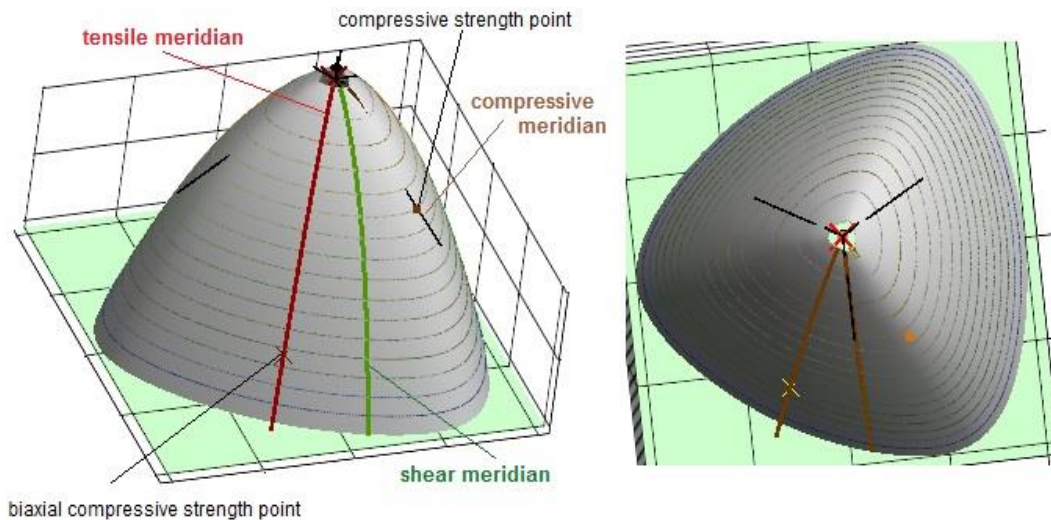 compressive strength point
tensile meridian
compressive
meridian
shear meridian
biaxial compressive strength point